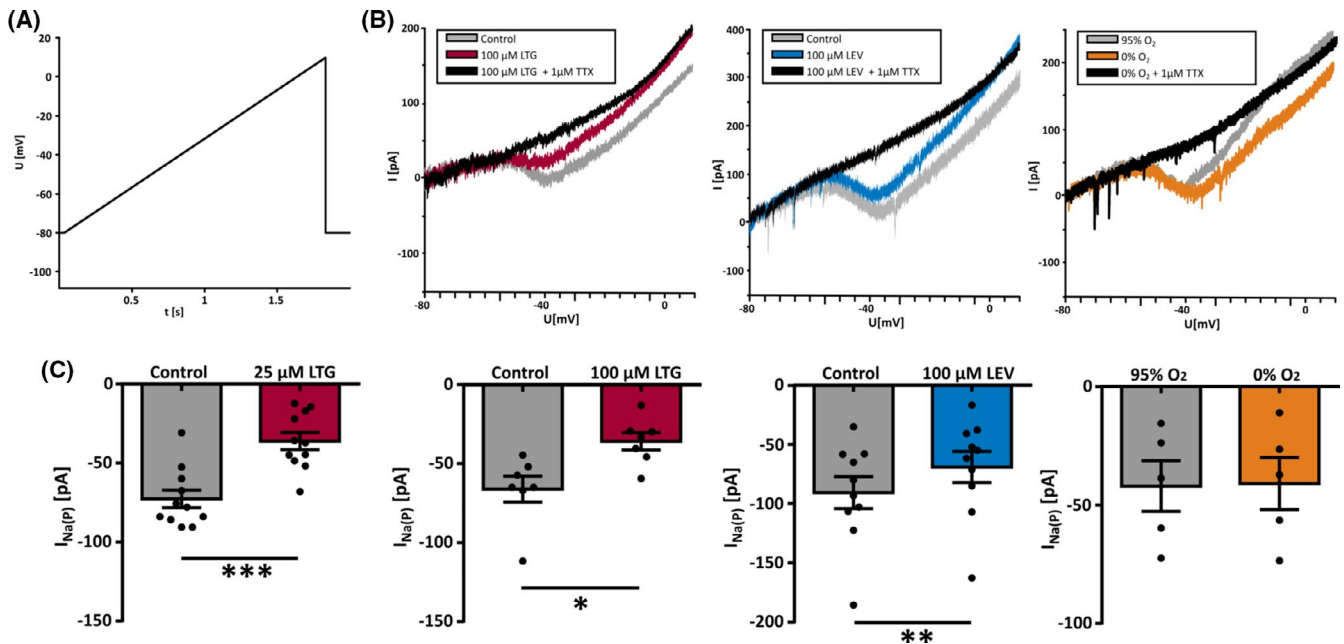 (A)
U [mV]
20
0
-20
-40
-60
-80
-100
0.5
1
1.5
t [s]
(B)
Control
100 µM LTG
100 µM LTG + 1µM TTX
I [pA]
200
100
0
-100
-80
-40
0
U[mV]
Control
100 µM LEV
100 µM LEV + 1µM TTX
I [pA]
400
300
200
100
0
-100
-80
-40
0
U[mV]
95% O₂
0% O₂
0% O₂ + 1µM TTX
I [pA]
200
100
0
-100
-80
-40
0
U[mV]
(C)
Control 25 µM LTG
I_Na(P) [pA]
0
-50
-100
-150
***
Control 100 µM LTG
I_Na(P) [pA]
0
-50
-100
-150
*
Control 100 µM LEV
I_Na(P) [pA]
0
-50
-100
-150
-200
**
95% O₂ 0% O₂
I_Na(P) [pA]
0
-50
-100